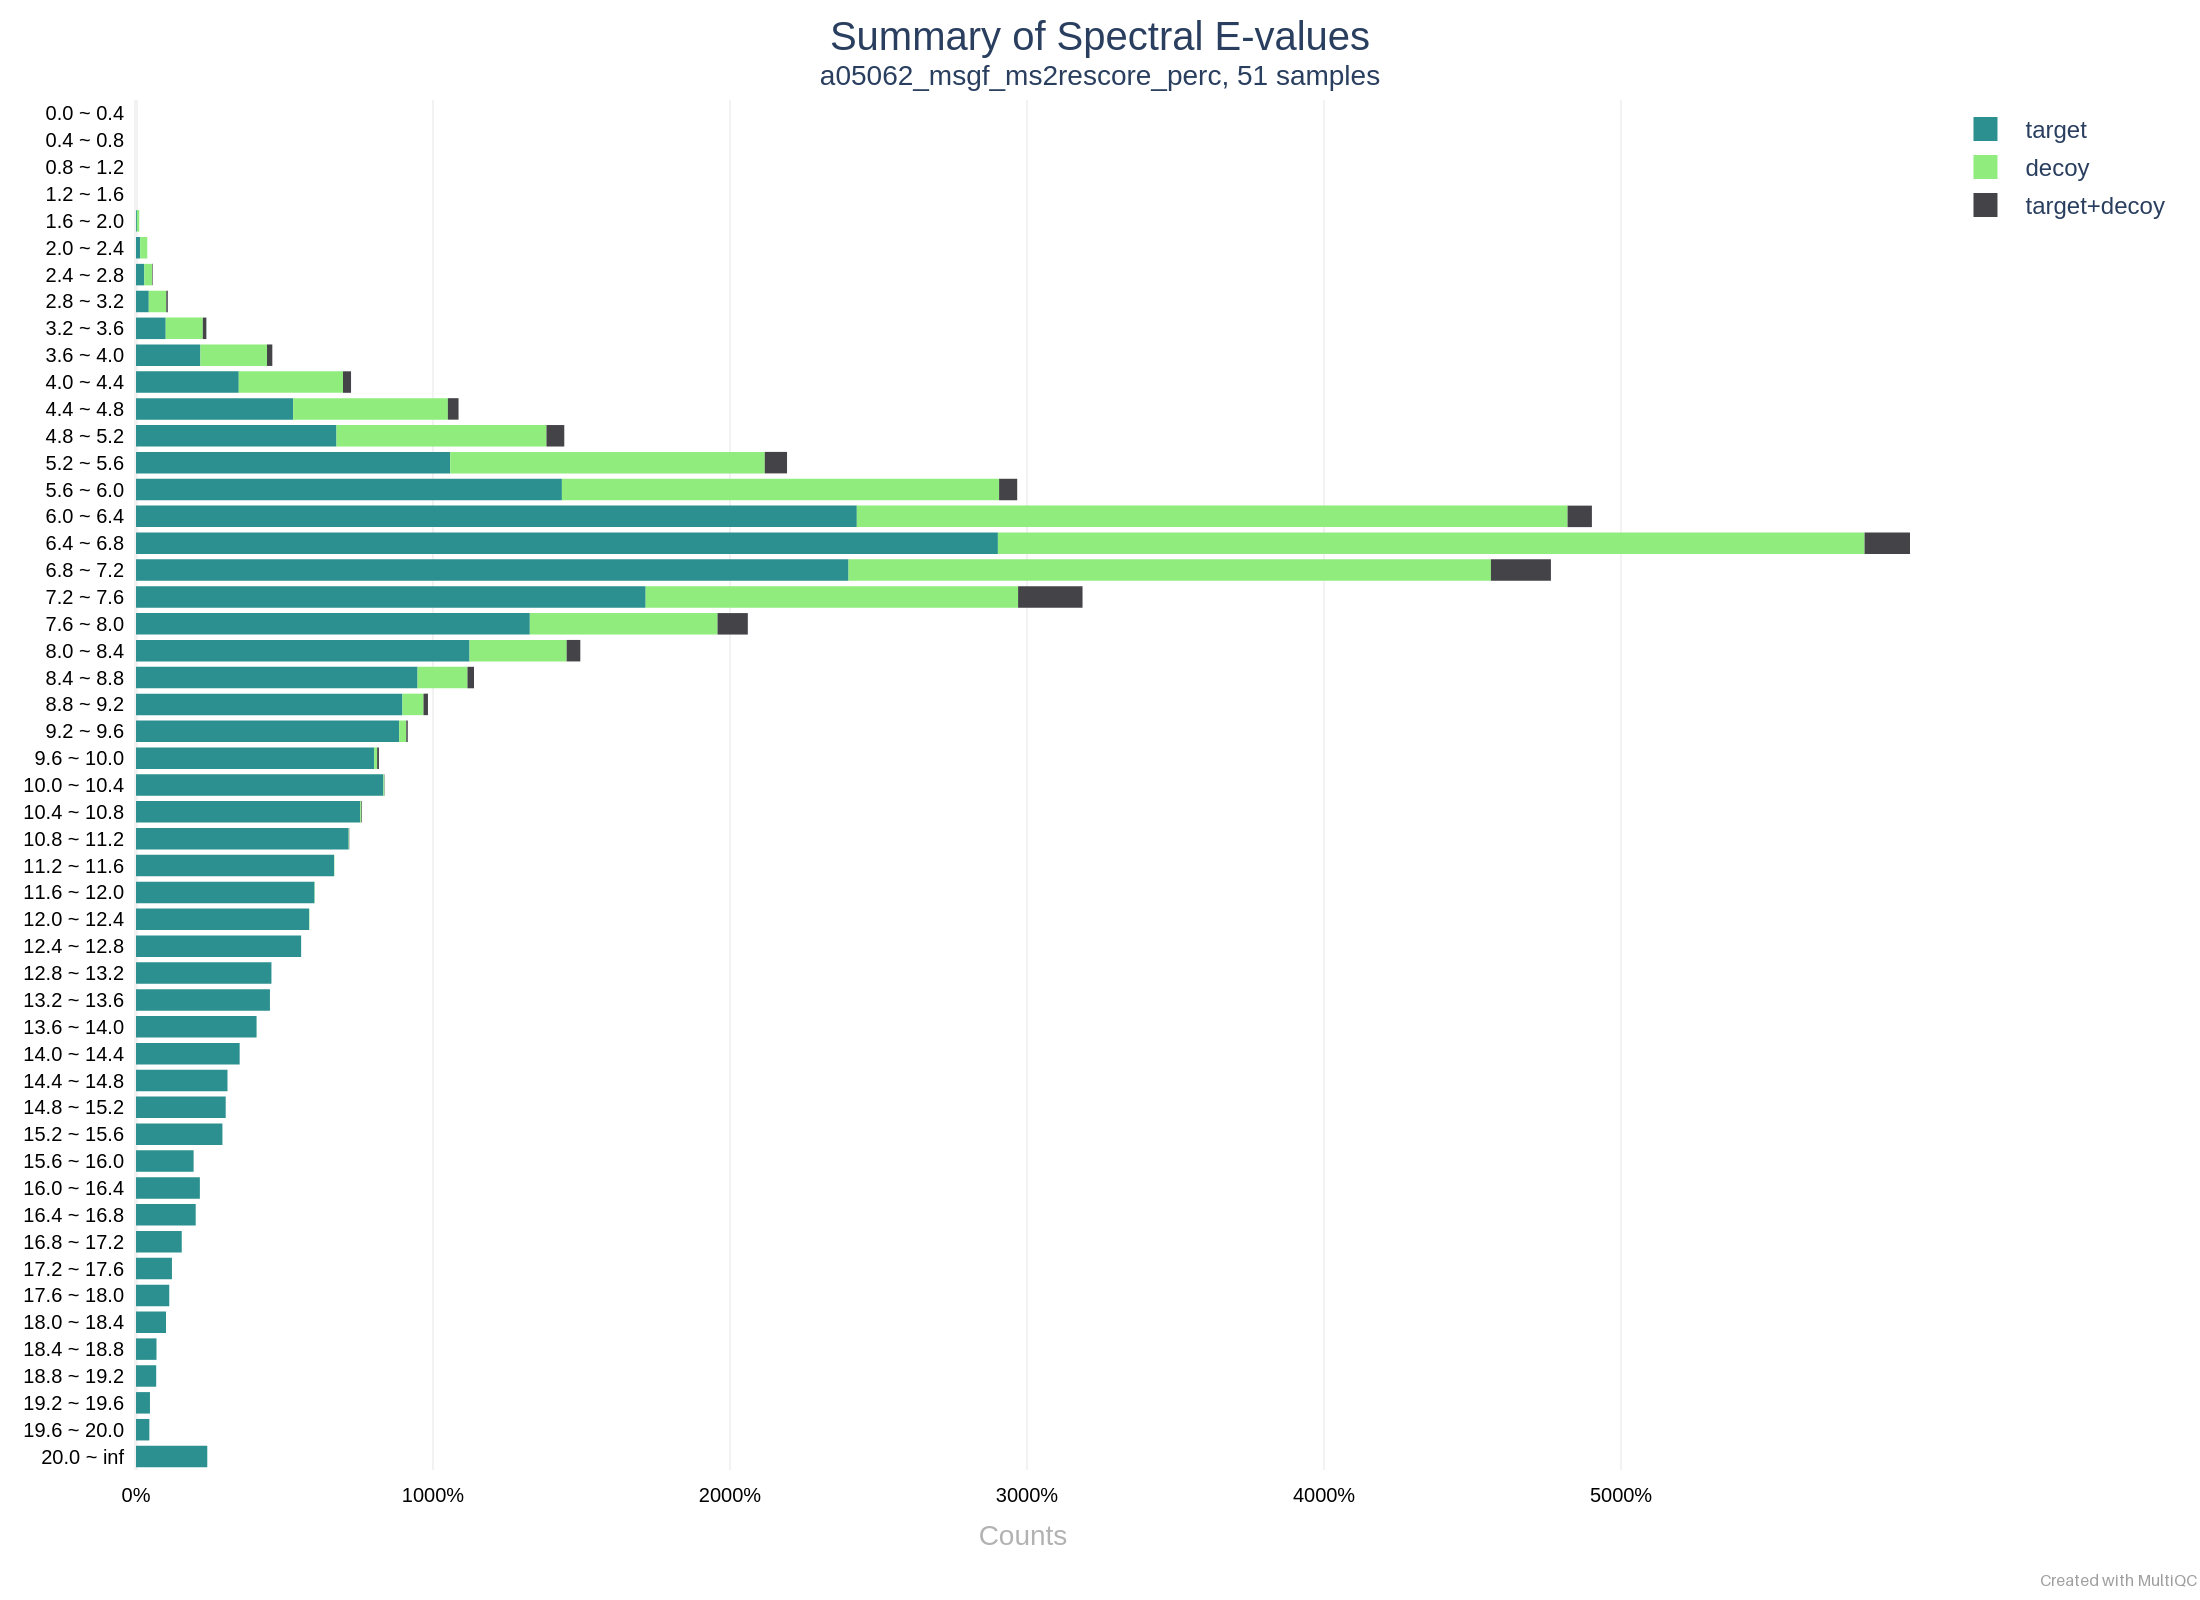 Summary of Spectral E-values
a05062_msgf_ms2rescore_perc, 51 samples
0.0 ~ 0.4
0.4 ~ 0.8
0.8 ~ 1.2
1.2 ~ 1.6
1.6 ~ 2.0
2.0 ~ 2.4
2.4 ~ 2.8
2.8 ~ 3.2
3.2 ~ 3.6
3.6 ~ 4.0
4.0 ~ 4.4
4.4 ~ 4.8
4.8 ~ 5.2
5.2 ~ 5.6
5.6 ~ 6.0
6.0 ~ 6.4
6.4 ~ 6.8
6.8 ~ 7.2
7.2 ~ 7.6
7.6 ~ 8.0
8.0 ~ 8.4
8.4 ~ 8.8
8.8 ~ 9.2
9.2 ~ 9.6
9.6 ~ 10.0
10.0 ~ 10.4
10.4 ~ 10.8
10.8 ~ 11.2
11.2 ~ 11.6
11.6 ~ 12.0
12.0 ~ 12.4
12.4 ~ 12.8
12.8 ~ 13.2
13.2 ~ 13.6
13.6 ~ 14.0
14.0 ~ 14.4
14.4 ~ 14.8
14.8 ~ 15.2
15.2 ~ 15.6
15.6 ~ 16.0
16.0 ~ 16.4
16.4 ~ 16.8
16.8 ~ 17.2
17.2 ~ 17.6
17.6 ~ 18.0
18.0 ~ 18.4
18.4 ~ 18.8
18.8 ~ 19.2
19.2 ~ 19.6
19.6 ~ 20.0
20.0 ~ inf
0% 1000% 2000% 3000% 4000% 5000%
Counts
target
decoy
target+decoy
Created with MultiQC